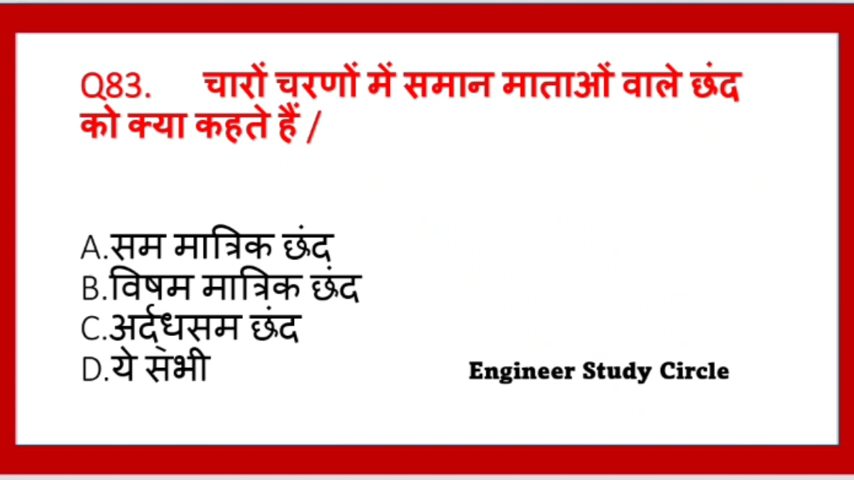 Q83. चारों चरणों में समान माताओं वाले छंद
को क्या कहते हैं /
A.सम मात्रिक छंद
B.विषम मात्रिक छंद
C.अर्द्धसम छंद
D.ये सभी
Engineer Study Circle